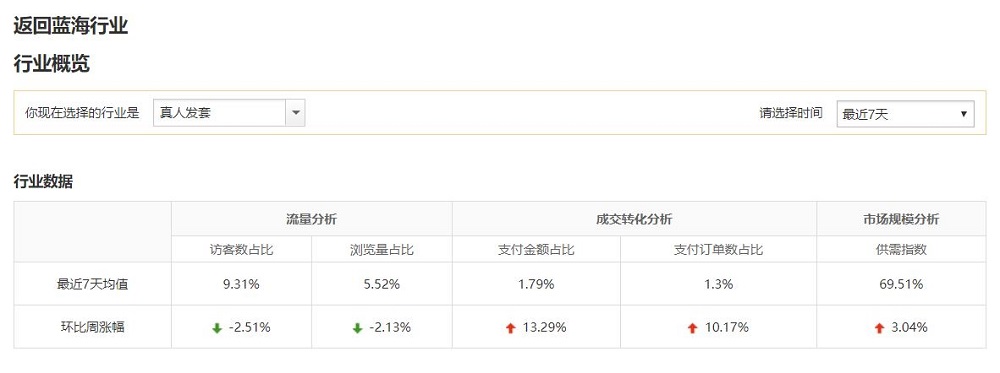 返回蓝海行业
行业概览
你现在选择的行业是 真人发套 请选择时间 最近7天
行业数据
流量分析 成交转化分析 市场规模分析
访客数占比 浏览量占比 支付金额占比 支付订单数占比 供需指数
最近7天均值 9.31% 5.52% 1.79% 1.3% 69.51%
环比周涨幅 -2.51% -2.13% 13.29% 10.17% 3.04%